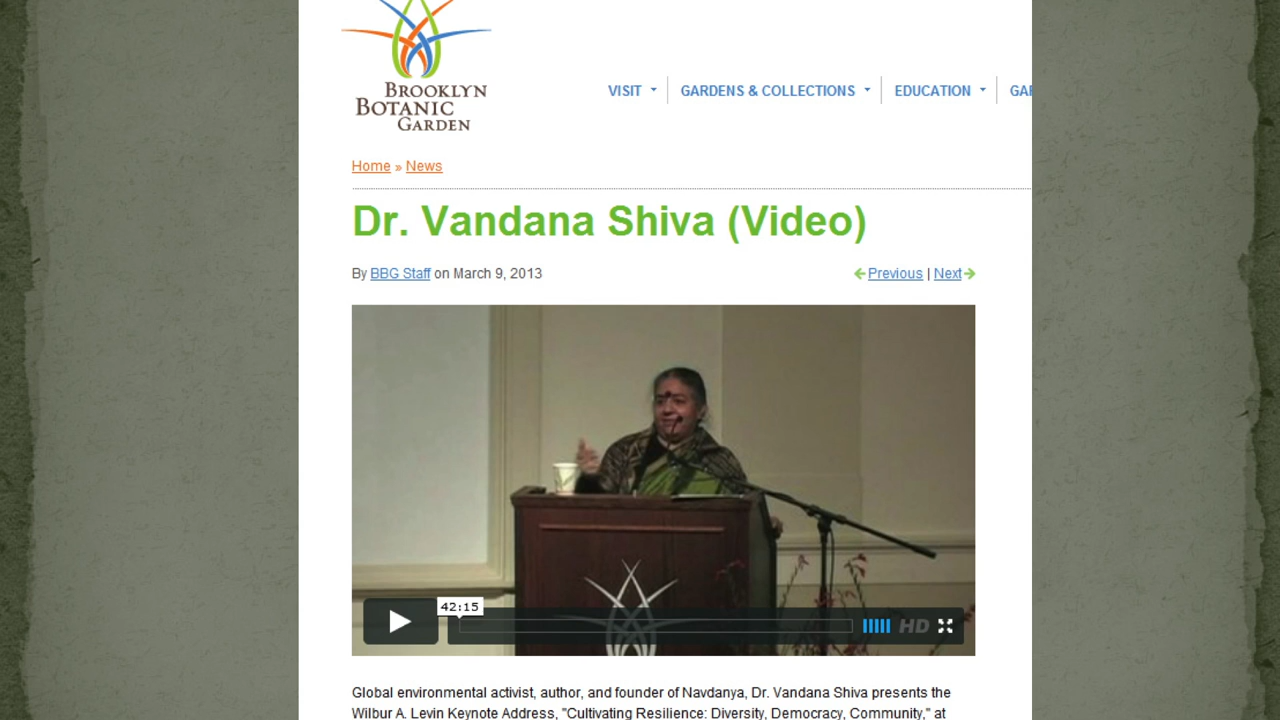 BROOKLYN
BOTANIC
GARDEN
VISIT
GARDENS & COLLECTIONS
EDUCATION
GAR
Home » News
Dr. Vandana Shiva (Video)
By BBG Staff on March 9, 2013
Previous | Next
42:15
HD
Global environmental activist, author, and founder of Navdanya, Dr. Vandana Shiva presents the
Wilbur A. Levin Keynote Address, "Cultivating Resilience: Diversity, Democracy, Community," at